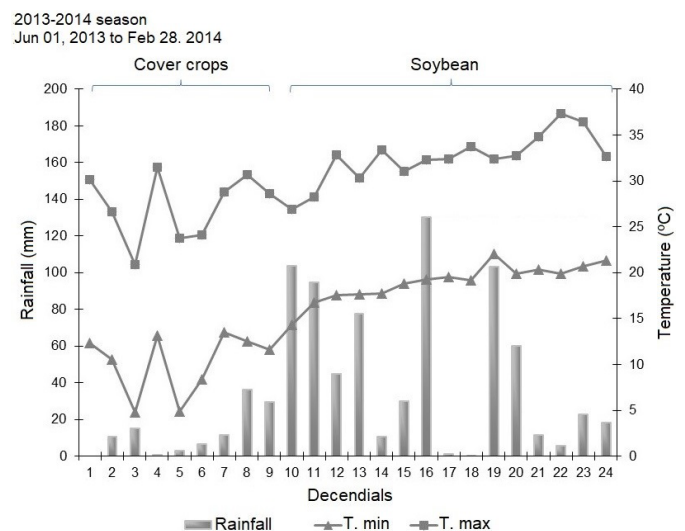 2013-2014 season
Jun 01, 2013 to Feb 28. 2014
Cover crops Soybean
200 40
180 35
160 30
140 25
120 20
100 15
80 10
60 5
40 0
20
0
Rainfall (mm)
Temperature (ºC)
1 2 3 4 5 6 7 8 9 10 11 12 13 14 15 16 17 18 19 20 21 22 23 24
Decendials
Rainfall T. min T. max